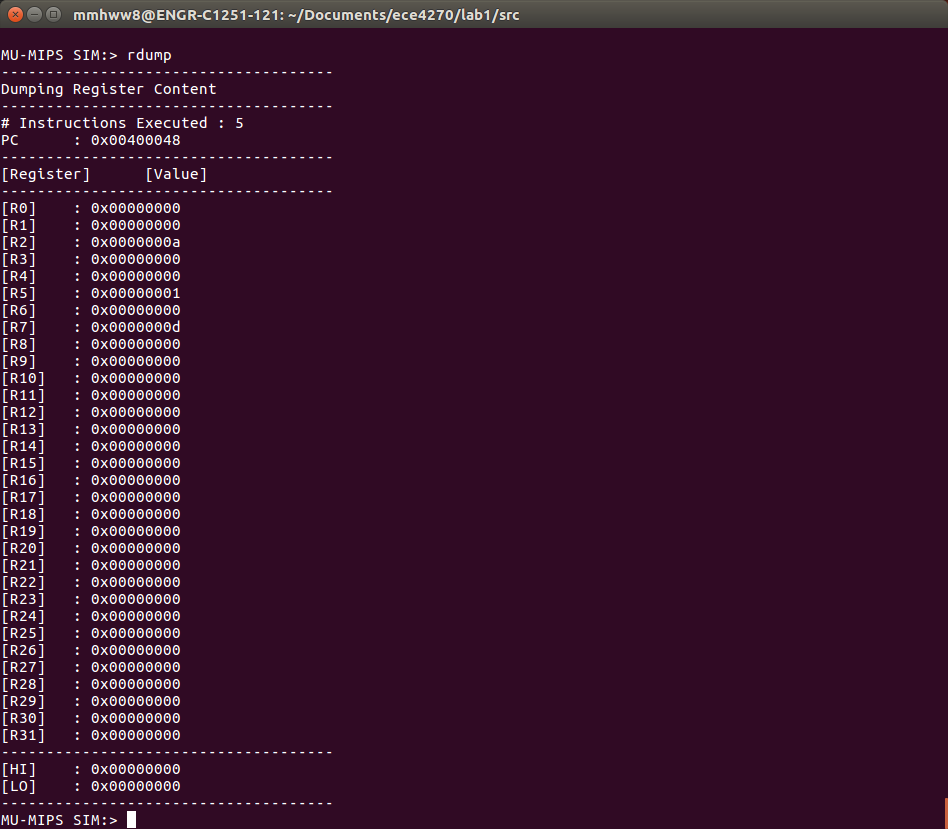 mmhww8@ENGR-C1251-121: ~/Documents/ece4270/lab1/src
MU-MIPS SIM:> rdump
-------------------------------------
Dumping Register Content
-------------------------------------
# Instructions Executed : 5
PC      : 0x00400048
-------------------------------------
[Register]      [Value]
-------------------------------------
[R0]    : 0x00000000
[R1]    : 0x00000000
[R2]    : 0x0000000a
[R3]    : 0x00000000
[R4]    : 0x00000000
[R5]    : 0x00000001
[R6]    : 0x00000000
[R7]    : 0x0000000d
[R8]    : 0x00000000
[R9]    : 0x00000000
[R10]   : 0x00000000
[R11]   : 0x00000000
[R12]   : 0x00000000
[R13]   : 0x00000000
[R14]   : 0x00000000
[R15]   : 0x00000000
[R16]   : 0x00000000
[R17]   : 0x00000000
[R18]   : 0x00000000
[R19]   : 0x00000000
[R20]   : 0x00000000
[R21]   : 0x00000000
[R22]   : 0x00000000
[R23]   : 0x00000000
[R24]   : 0x00000000
[R25]   : 0x00000000
[R26]   : 0x00000000
[R27]   : 0x00000000
[R28]   : 0x00000000
[R29]   : 0x00000000
[R30]   : 0x00000000
[R31]   : 0x00000000
-------------------------------------
[HI]    : 0x00000000
[LO]    : 0x00000000
-------------------------------------
MU-MIPS SIM:>